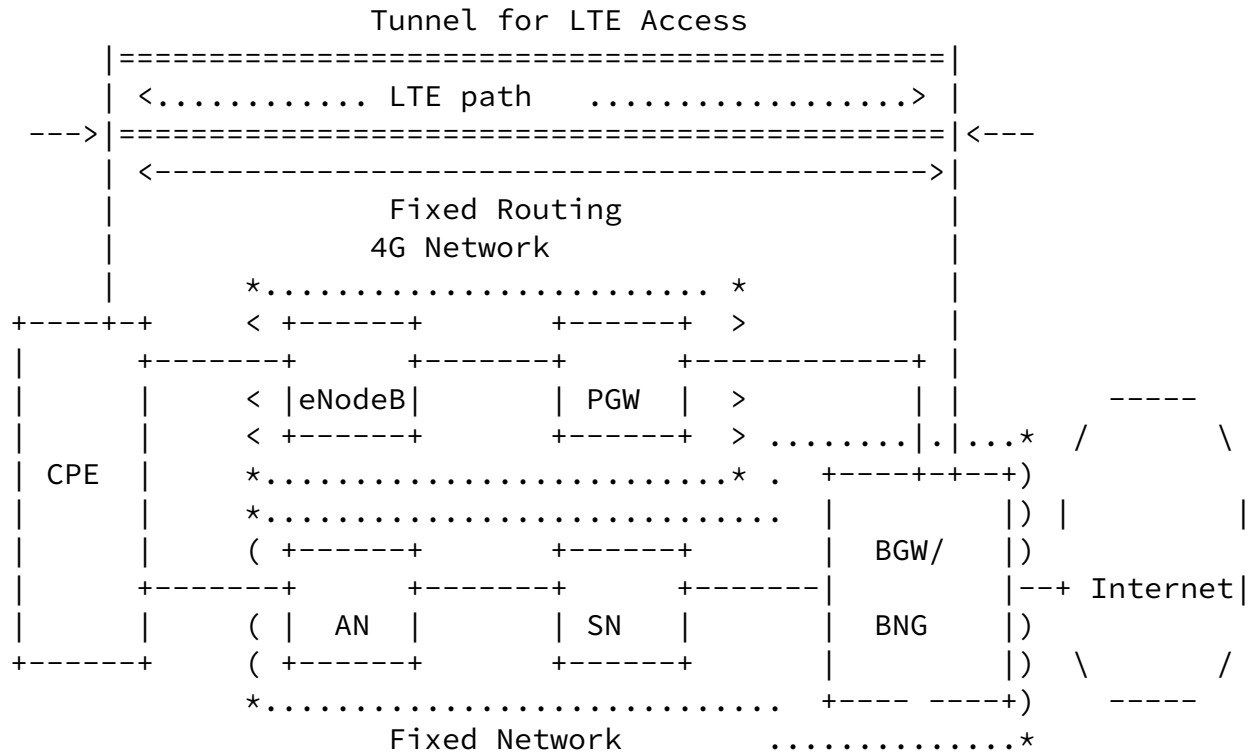 Tunnel for LTE Access
LTE path
Fixed Routing
4G Network
eNodeB PGW
CPE
BGW/
Internet
AN SN BNG
Fixed Network